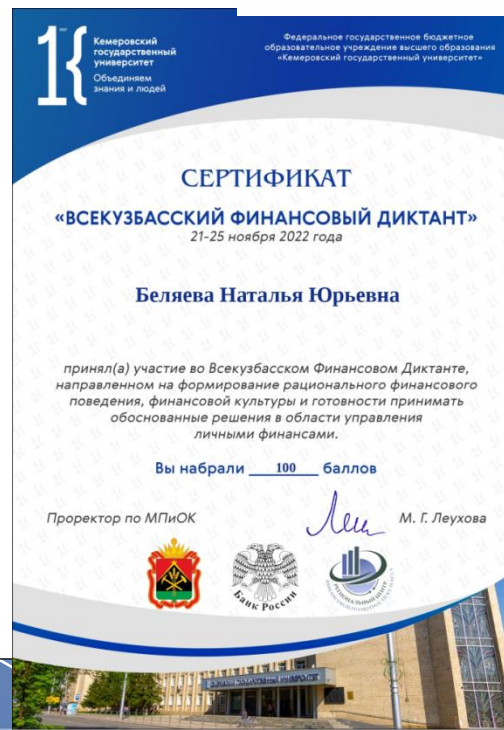 Кемеровский
государственный
университет
Объединяем
знания и людей
Федеральное государственное бюджетное
образовательное учреждение высшего образования
«Кемеровский государственный университет»
СЕРТИФИКАТ
«ВСЕКУЗБАССКИЙ ФИНАНСОВЫЙ ДИКТАНТ»
21-25 ноября 2022 года
Беляева Наталья Юрьевна
принял(а) участие во Всекузбасском Финансовом Диктанте,
направленном на формирование рационального финансового
поведения, финансовой культуры и готовности принимать
обоснованные решения в области управления
личными финансами.
Вы набрали 100 баллов
Проректор по МПиОК
М. Г. Леухова
Банк России